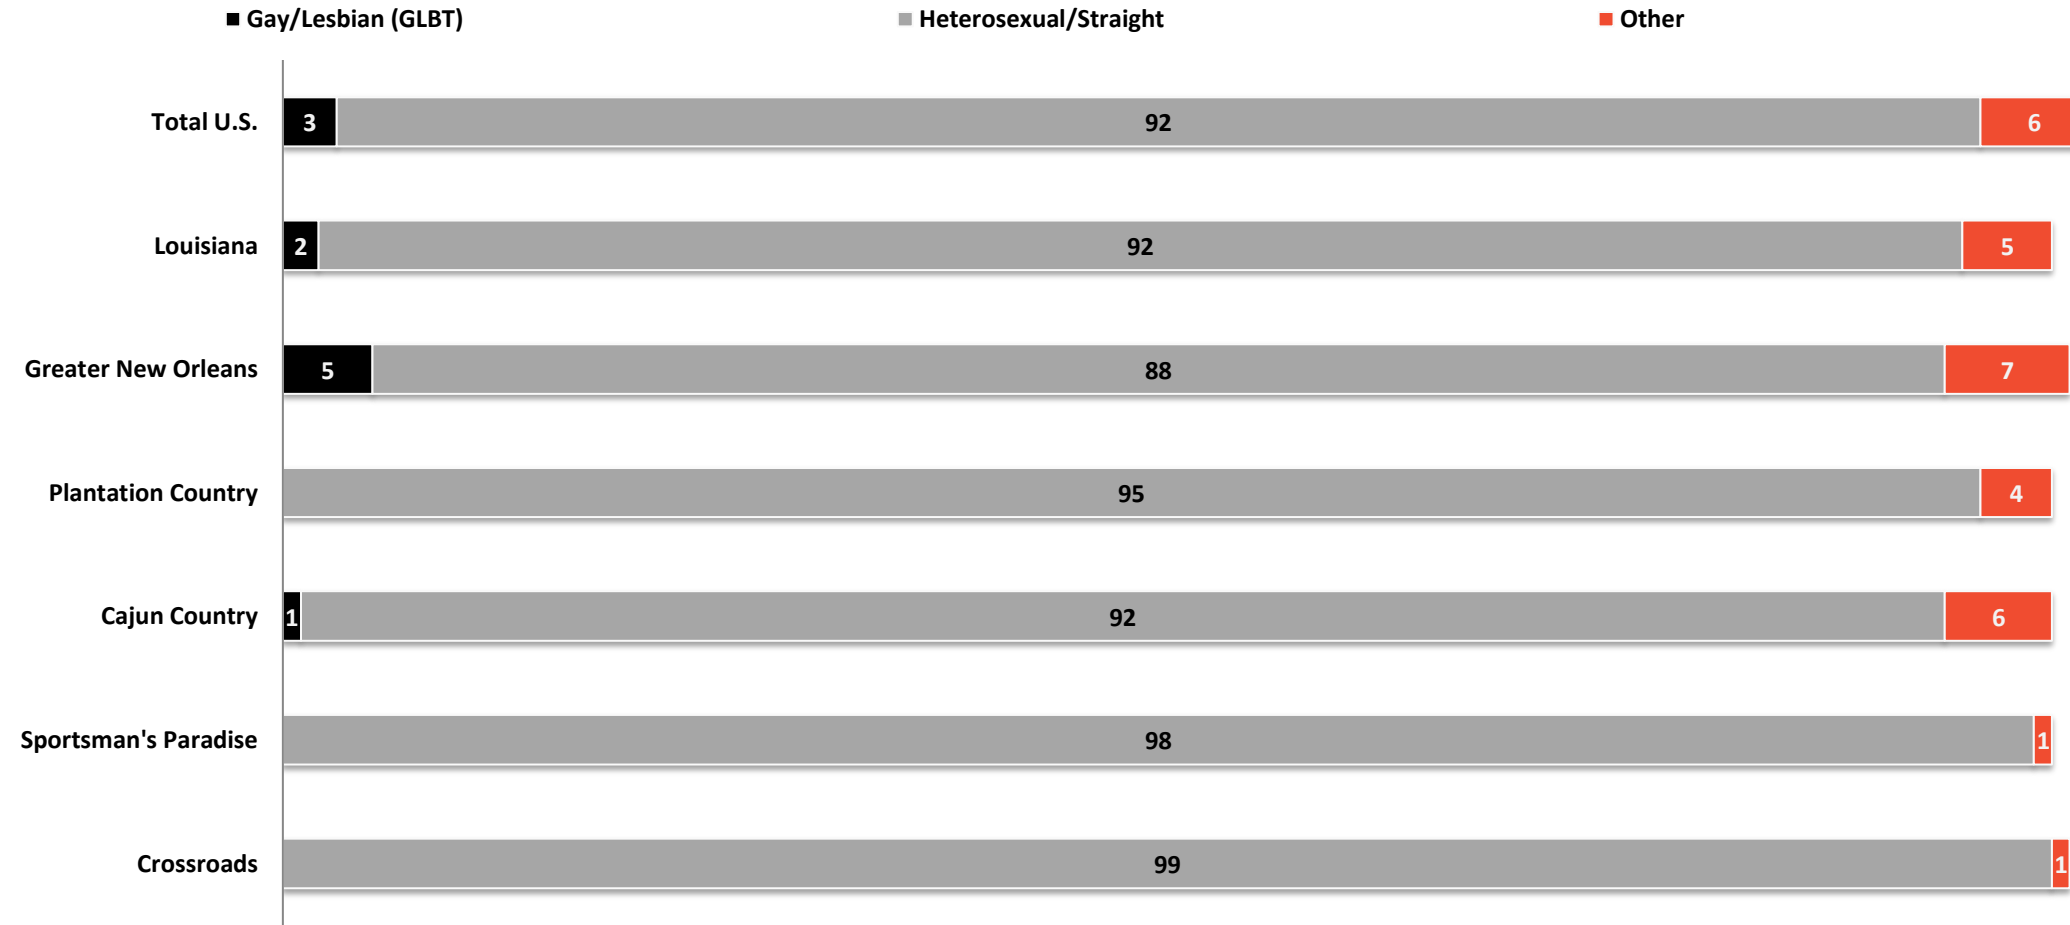 Gay/Lesbian (GLBT) Heterosexual/Straight Other
Total U.S. 3 92 6
Louisiana 2 92 5
Greater New Orleans 5 88 7
Plantation Country 95 4
Cajun Country 1 92 6
Sportsman's Paradise 98 1
Crossroads 99 1